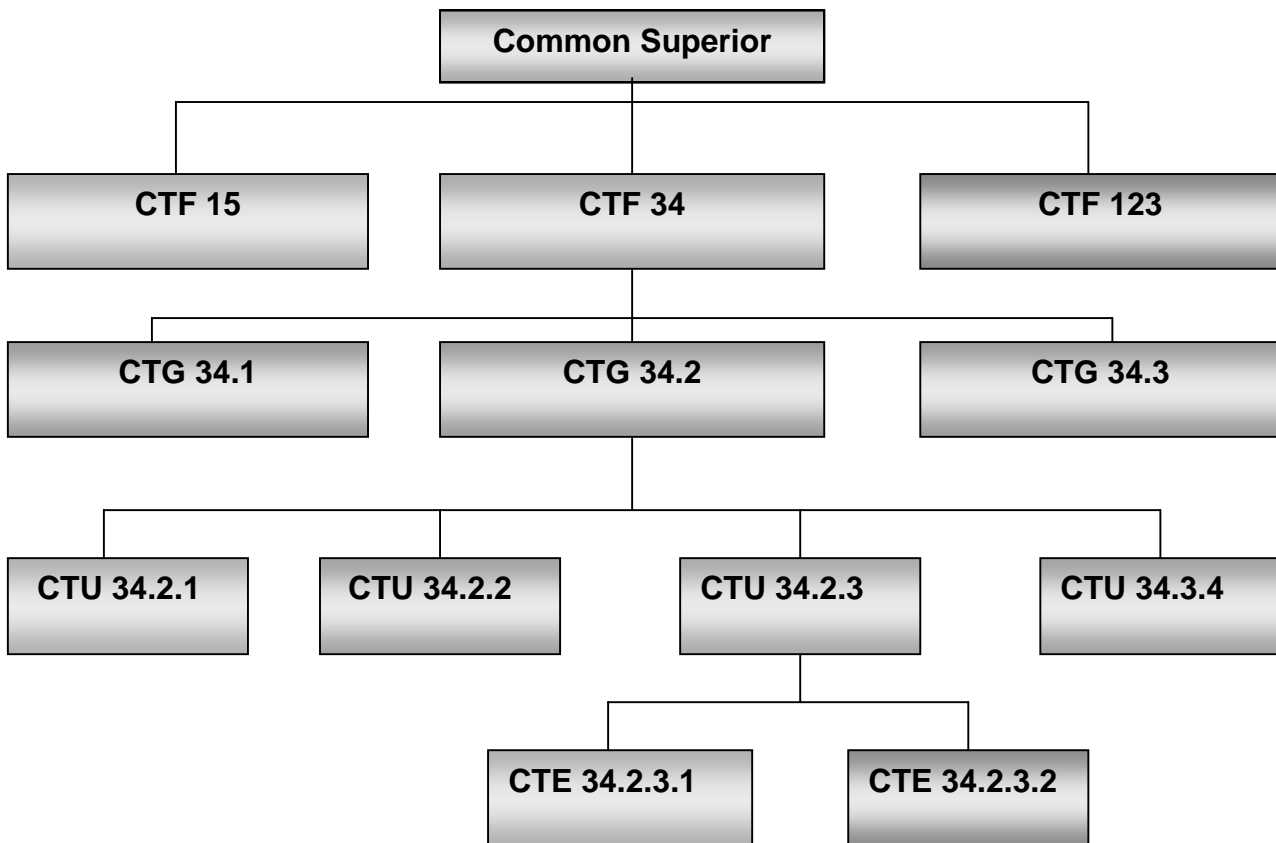 Common Superior
CTF 15
CTF 34
CTF 123
CTG 34.1
CTG 34.2
CTG 34.3
CTU 34.2.1
CTU 34.2.2
CTU 34.2.3
CTU 34.3.4
CTE 34.2.3.1
CTE 34.2.3.2